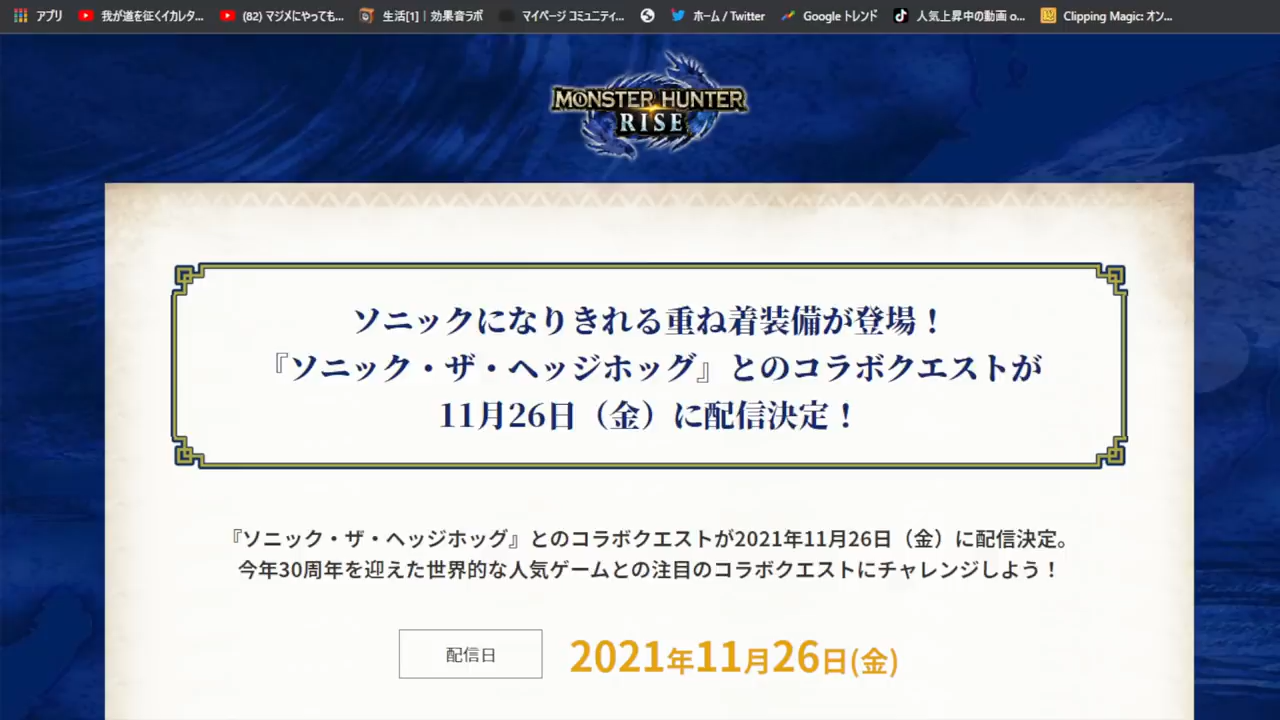 アプリ
我が道を征くイカレタ...
(82) マジメにやっても...
生活[1]｜効果音ラボ
マイページ コミュニティ...
ホーム / Twitter
Google トレンド
人気上昇中の動画 o...
Clipping Magic: オン...
MONSTER HUNTER
RISE
ソニックになりきれる重ね着装備が登場！
『ソニック・ザ・ヘッジホッグ』とのコラボクエストが
11月26日（金）に配信決定！
『ソニック・ザ・ヘッジホッグ』とのコラボクエストが2021年11月26日（金）に配信決定。
今年30周年を迎えた世界的な人気ゲームとの注目のコラボクエストにチャレンジしよう！
配信日
2021年11月26日(金)